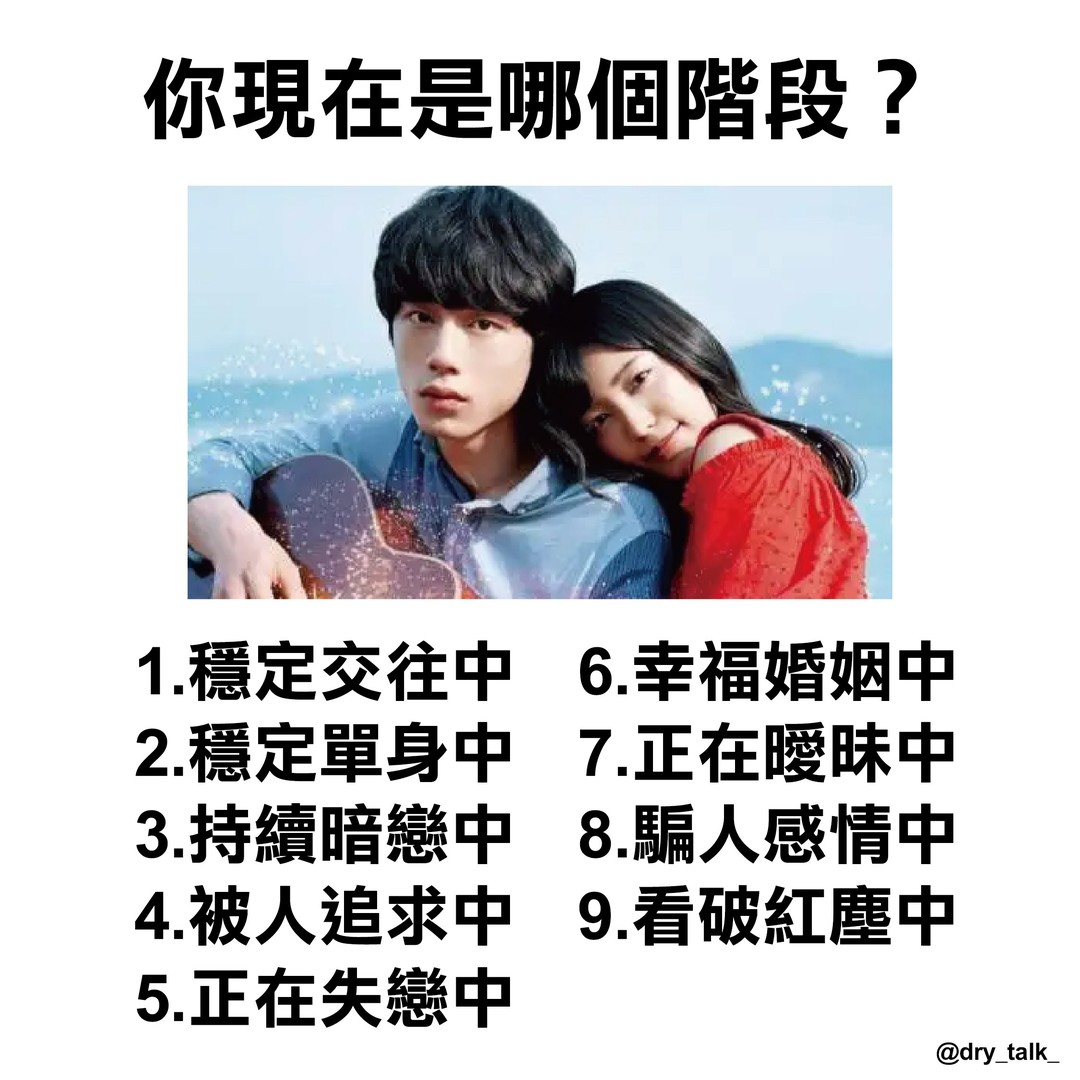 你現在是哪個階段？
1.穩定交往中
2.穩定單身中
3.持續暗戀中
4.被人追求中
5.正在失戀中
6.幸福婚姻中
7.正在曖昧中
8.騙人感情中
9.看破紅塵中
@dry_talk_